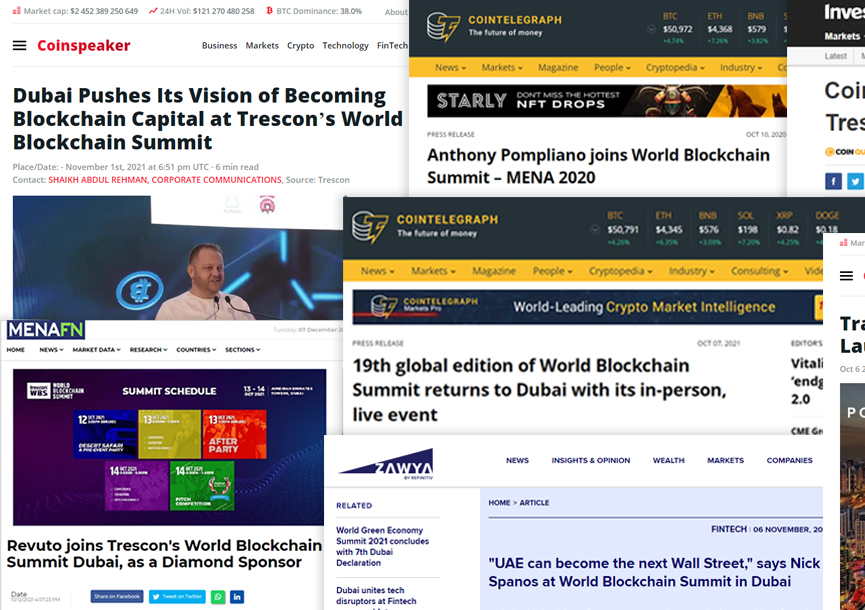 Market cap: $2 452 389 250 649 24H Vol: $121 270 480 258 BTC Dominance: 38.0% About
Coinspeaker
Business Markets Crypto Technology FinTech
Dubai Pushes Its Vision of Becoming
Blockchain Capital at Trescon's World
Blockchain Summit
Place/Date: - November 1st, 2021 at 6:51 pm UTC · 6 min read
Contact: SHAIKH ABDUL REHMAN, CORPORATE COMMUNICATIONS, Source: Trescon
COINTELEGRAPH
The future of money
BTC ETH BNB
$50,972 $4,368 $579
+4.74% +7.26% +3.82%
News Markets Magazine People Cryptopedia Industry
STARLY DON'T MISS THE HOTTEST
NFT DROPS
PRESS RELEASE OCT 10, 2020
Anthony Pompliano joins World Blockchain
Summit – MENA 2020
Inves
Markets
Latest
Coin
Tres
COIN QU
COINTELEGRAPH
The future of money
BTC ETH BNB SOL XRP DOGE
$50,791 $4,345 $576 $198 $0.82 $0.18
+4.26% +6.35% +3.09% +7.20% +4.25%
News Markets Magazine People Cryptopedia Industry Consulting Vide
COINTELEGRAPH
Markets Pro
World-Leading Crypto Market Intelligence
PRESS RELEASE OCT 07, 2021
19th global edition of World Blockchain
Summit returns to Dubai with its in-person,
live event
EDITOR'S
Vitali
'endg
2.0
CME Gr
Mar
Tra
Lau
Oct 6 2
PO
MENAFN
Tuesday, 07 December
HOME NEWS MARKET DATA RESEARCH COUNTRIES SECTIONS
trescon
WBS
WORLD
BLOCKCHAIN
SUMMIT
SUMMIT SCHEDULE
13 - 14
OCT 2021
12 OCT 2021
DESERT SAFARI
& PRE-EVENT PARTY
13 OCT 2021
13 OCT 2021
AFTER
PARTY
14 OCT 2021
14 OCT 2021
PITCH
COMPETITION
Revuto joins Trescon's World Blockchain
Summit Dubai, as a Diamond Sponsor
Date
Share on Facebook Tweet on Twitter
ZAWYA
BY REFINITIV
NEWS INSIGHTS & OPINION WEALTH MARKETS COMPANIES
RELATED
World Green Economy
Summit 2021 concludes
with 7th Dubai
Declaration
Dubai unites tech
disruptors at Fintech
HOME > ARTICLE
FINTECH | 06 NOVEMBER, 20
"UAE can become the next Wall Street," says Nick
Spanos at World Blockchain Summit in Dubai